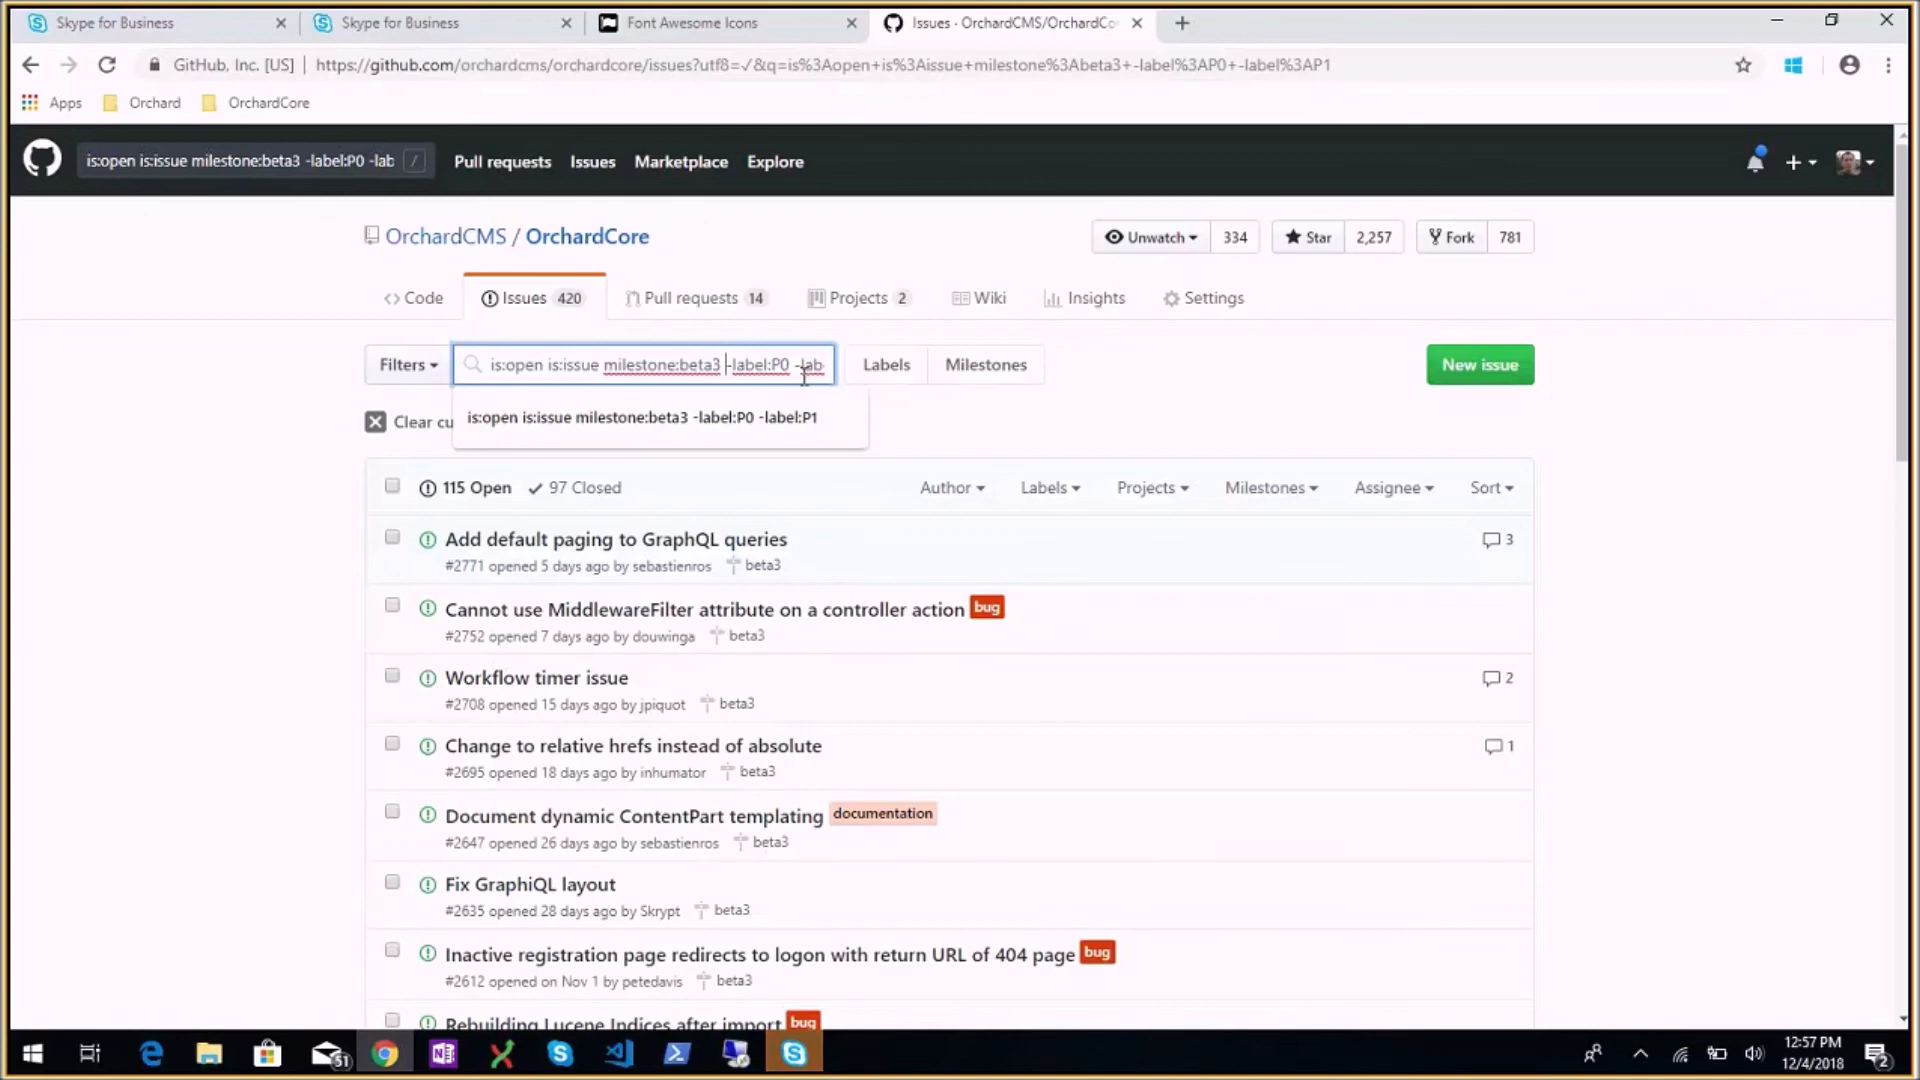 Skype for Business
Skype for Business
Font Awesome Icons
Issues · OrchardCMS/OrchardCo
GitHub, Inc. [US] | https://github.com/orchardcms/orchardcore/issues?utf8=✓&q=is%3Aopen+is%3Aissue+milestone%3Abeta3+-label%3AP0+-label%3AP1
Apps Orchard OrchardCore
is:open is:issue milestone:beta3 -label:P0 -lab /
Pull requests Issues Marketplace Explore
OrchardCMS / OrchardCore
Unwatch 334 Star 2,257 Fork 781
Code Issues 420 Pull requests 14 Projects 2 Wiki Insights Settings
Filters is:open is:issue milestone:beta3 -label:P0 -lab Labels Milestones New issue
is:open is:issue milestone:beta3 -label:P0 -label:P1
Clear cu
115 Open 97 Closed Author Labels Projects Milestones Assignee Sort
Add default paging to GraphQL queries 3
#2771 opened 5 days ago by sebastienros beta3
Cannot use MiddlewareFilter attribute on a controller action bug
#2752 opened 7 days ago by douwinga beta3
Workflow timer issue 2
#2708 opened 15 days ago by jpiquot beta3
Change to relative hrefs instead of absolute 1
#2695 opened 18 days ago by inhumator beta3
Document dynamic ContentPart templating documentation
#2647 opened 26 days ago by sebastienros beta3
Fix GraphiQL layout
#2635 opened 28 days ago by Skrypt beta3
Inactive registration page redirects to logon with return URL of 404 page bug
#2612 opened on Nov 1 by petedavis beta3
Rebuilding Lucene Indices after import bug
51
12:57 PM
12/4/2018
2